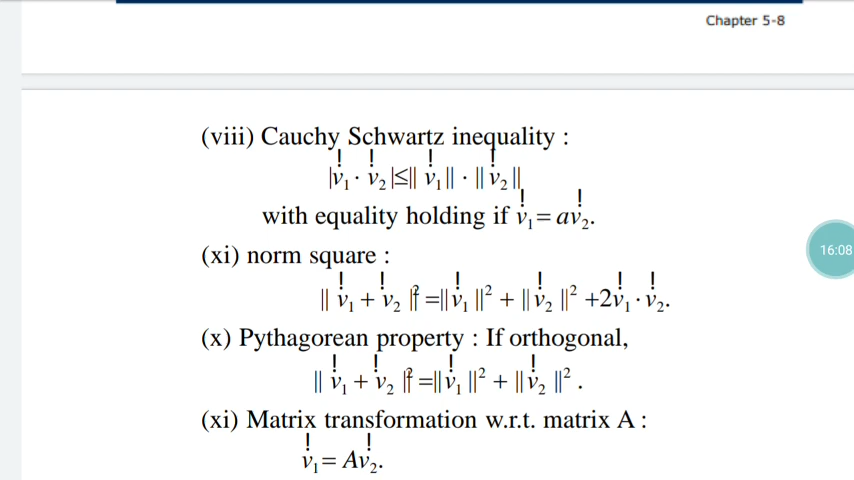 Chapter 5-8
(viii) Cauchy Schwartz inequality :
! ! ! !
|v₁ · v₂ |≤|| v₁ || · || v₂ ||
! !
with equality holding if v₁= av₂.
(xi) norm square :
! ! ! ! ! !
|| v₁ + v₂ ||² =|| v₁ ||² + || v₂ ||² +2v₁ · v₂.
(x) Pythagorean property : If orthogonal,
! ! ! !
|| v₁ + v₂ ||² =|| v₁ ||² + || v₂ ||² .
(xi) Matrix transformation w.r.t. matrix A :
! !
v₁= Av₂.
16:08